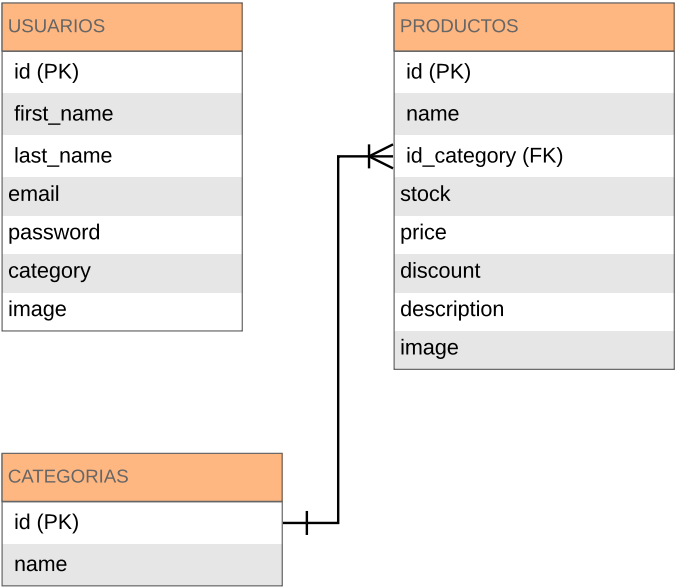 USUARIOS
id (PK)
first_name
last_name
email
password
category
image
PRODUCTOS
id (PK)
name
id_category (FK)
stock
price
discount
description
image
CATEGORIAS
id (PK)
name